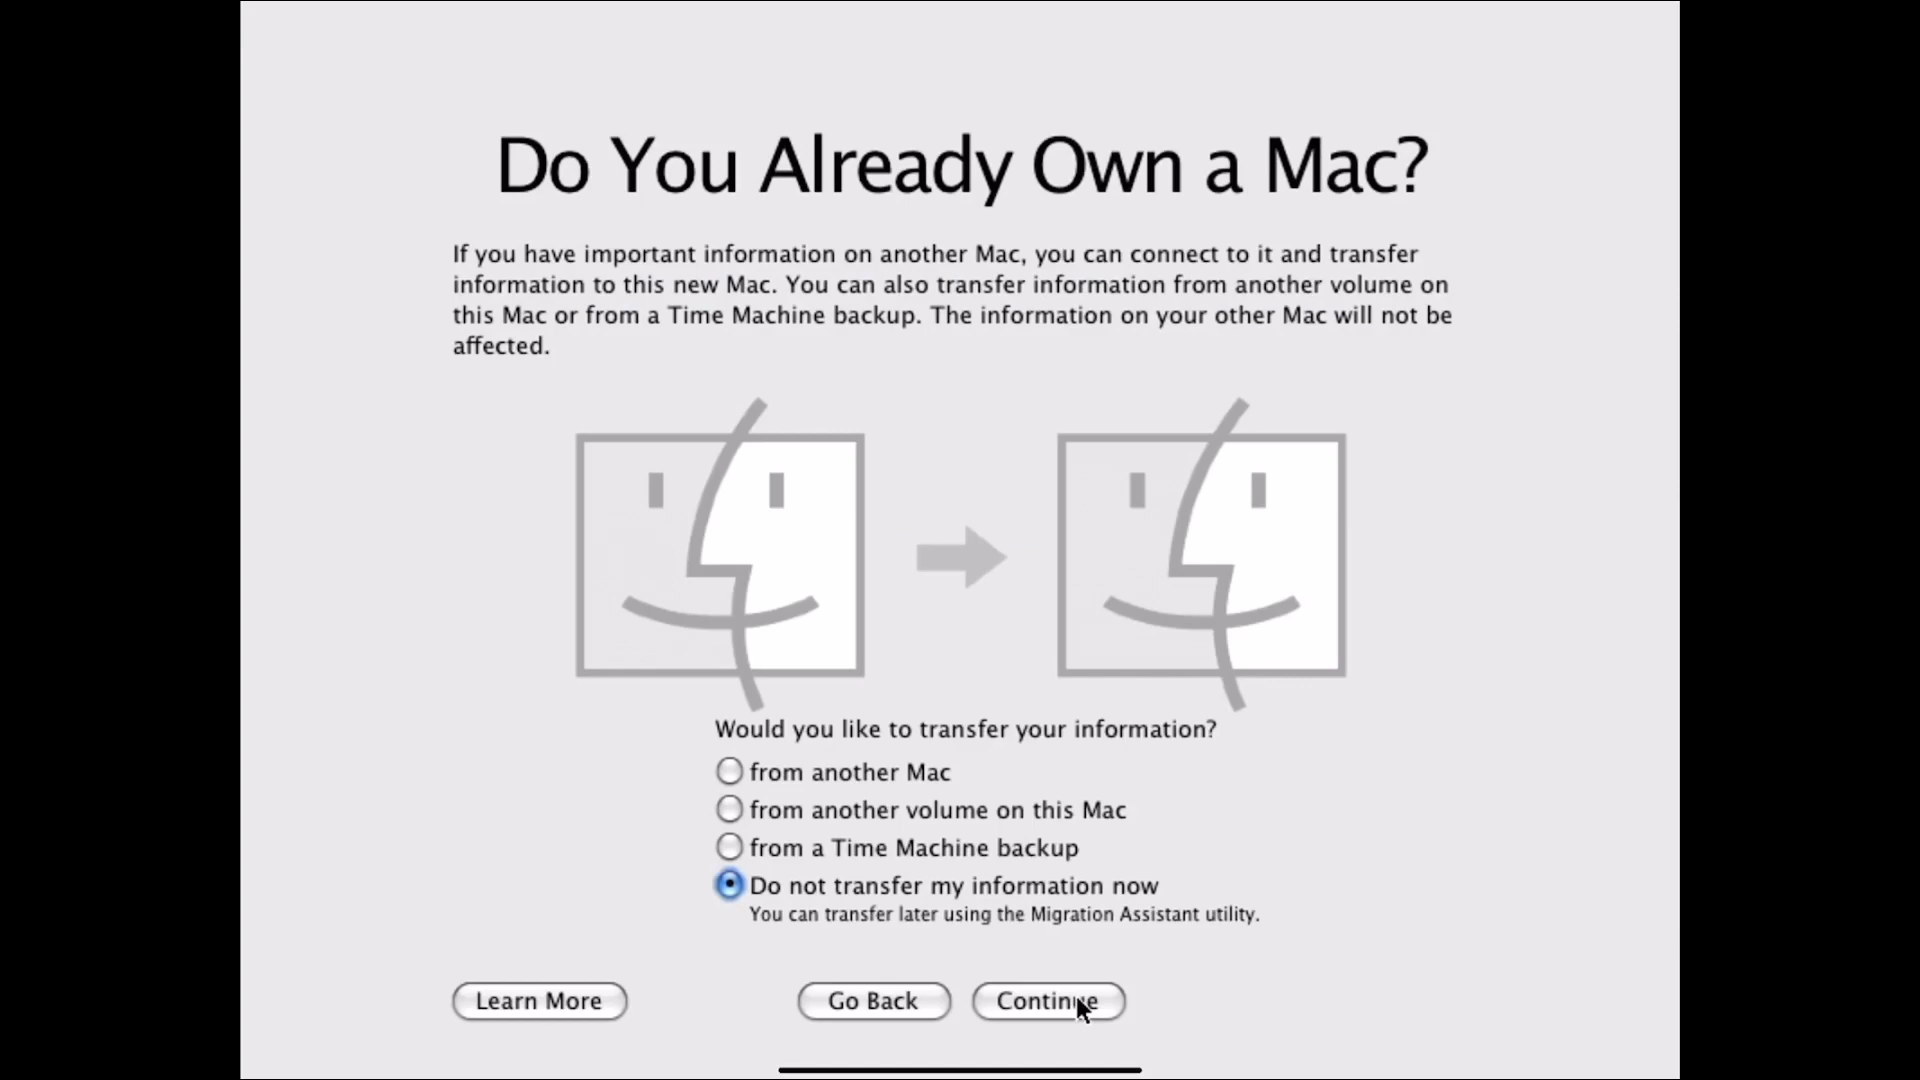 Do You Already Own a Mac?
If you have important information on another Mac, you can connect to it and transfer
information to this new Mac. You can also transfer information from another volume on
this Mac or from a Time Machine backup. The information on your other Mac will not be
affected.
Would you like to transfer your information?
from another Mac
from another volume on this Mac
from a Time Machine backup
Do not transfer my information now
You can transfer later using the Migration Assistant utility.
Learn More
Go Back
Continue